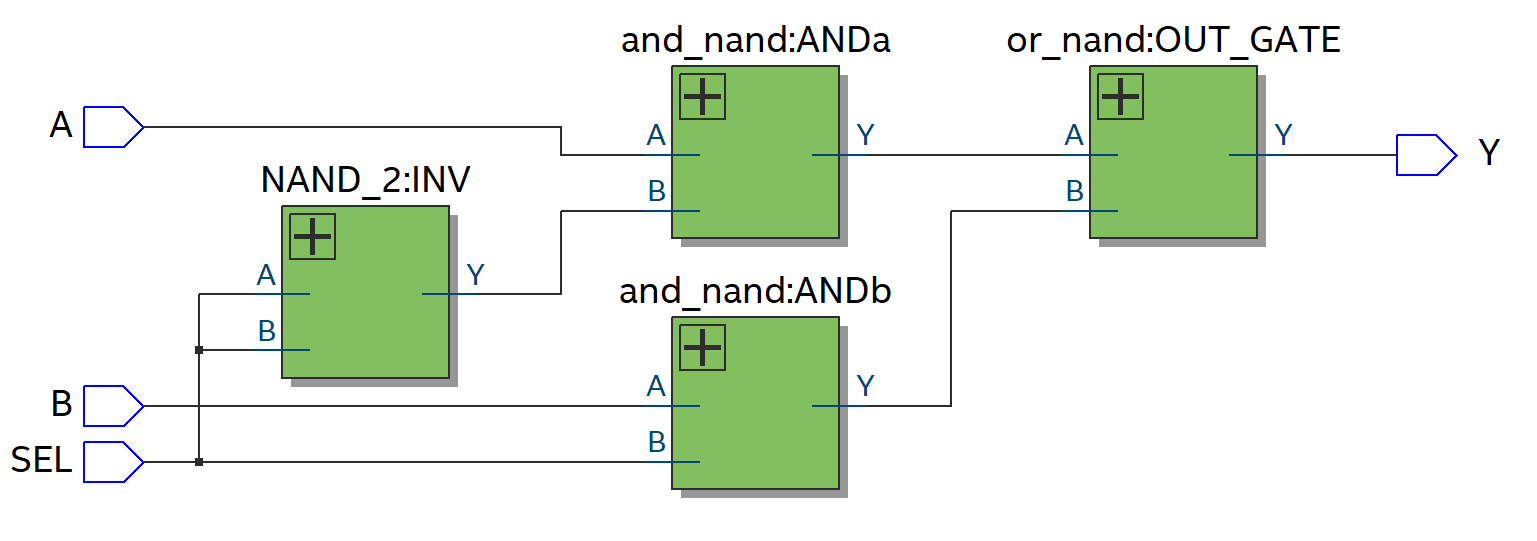 and_nand:ANDa
or_nand:OUT_GATE
A
A
Y
A
Y
Y
NAND_2:INV
B
B
A
Y
and_nand:ANDb
B
B
A
Y
SEL
B